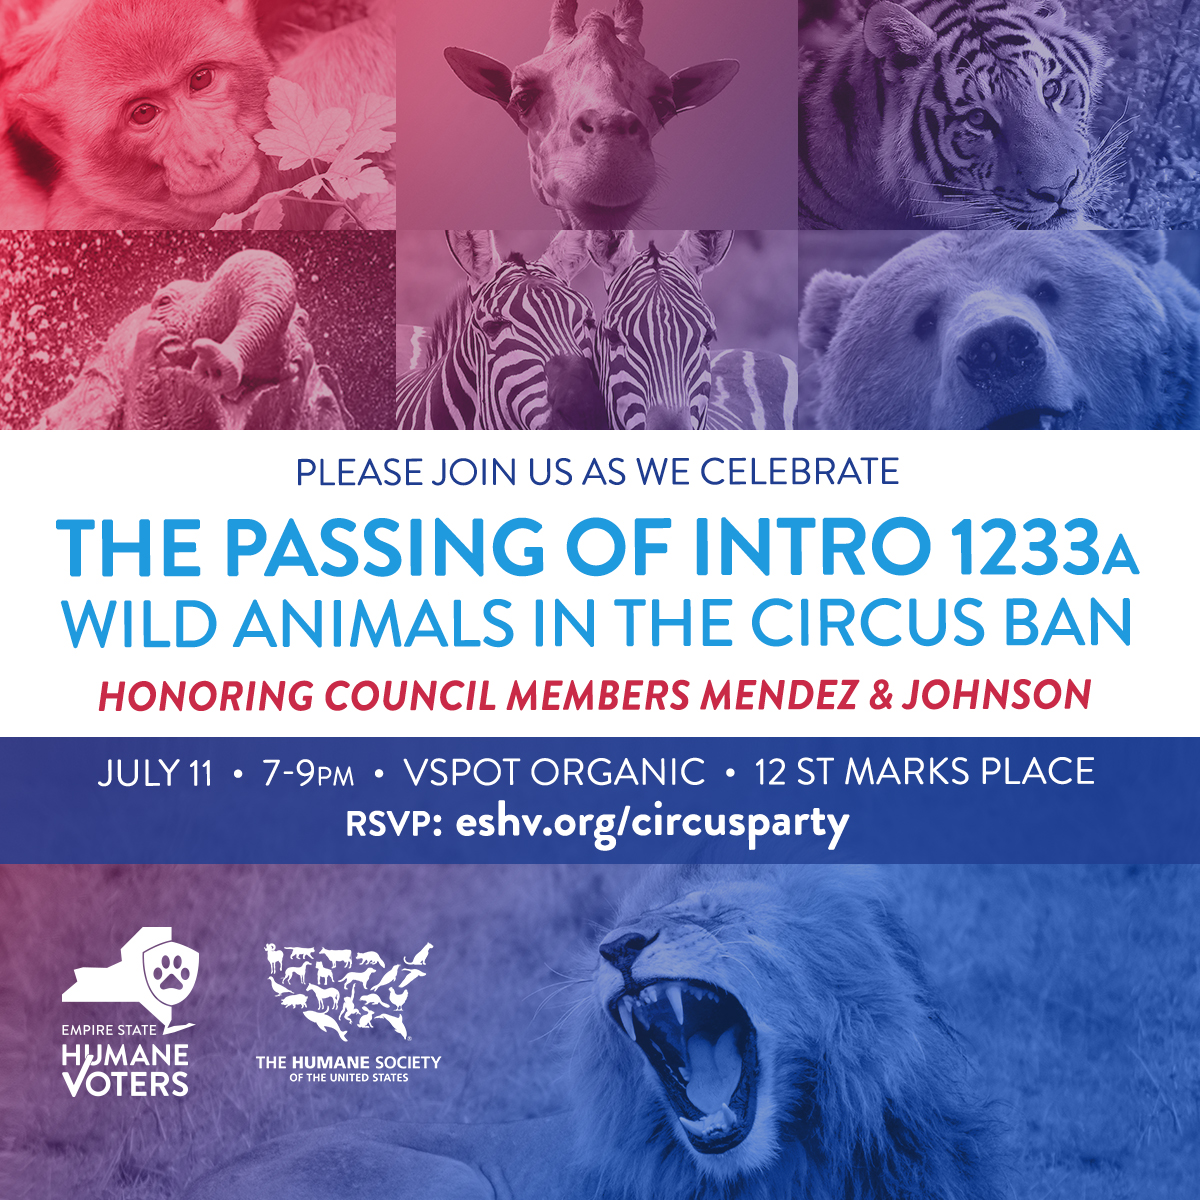 PLEASE JOIN US AS WE CELEBRATE
THE PASSING OF INTRO 1233A
WILD ANIMALS IN THE CIRCUS BAN
HONORING COUNCIL MEMBERS MENDEZ & JOHNSON
JULY 11 • 7-9PM • VSPOT ORGANIC • 12 ST MARKS PLACE
RSVP: eshv.org/circusparty
EMPIRE STATE
HUMANE
VOTERS
THE HUMANE SOCIETY
OF THE UNITED STATES